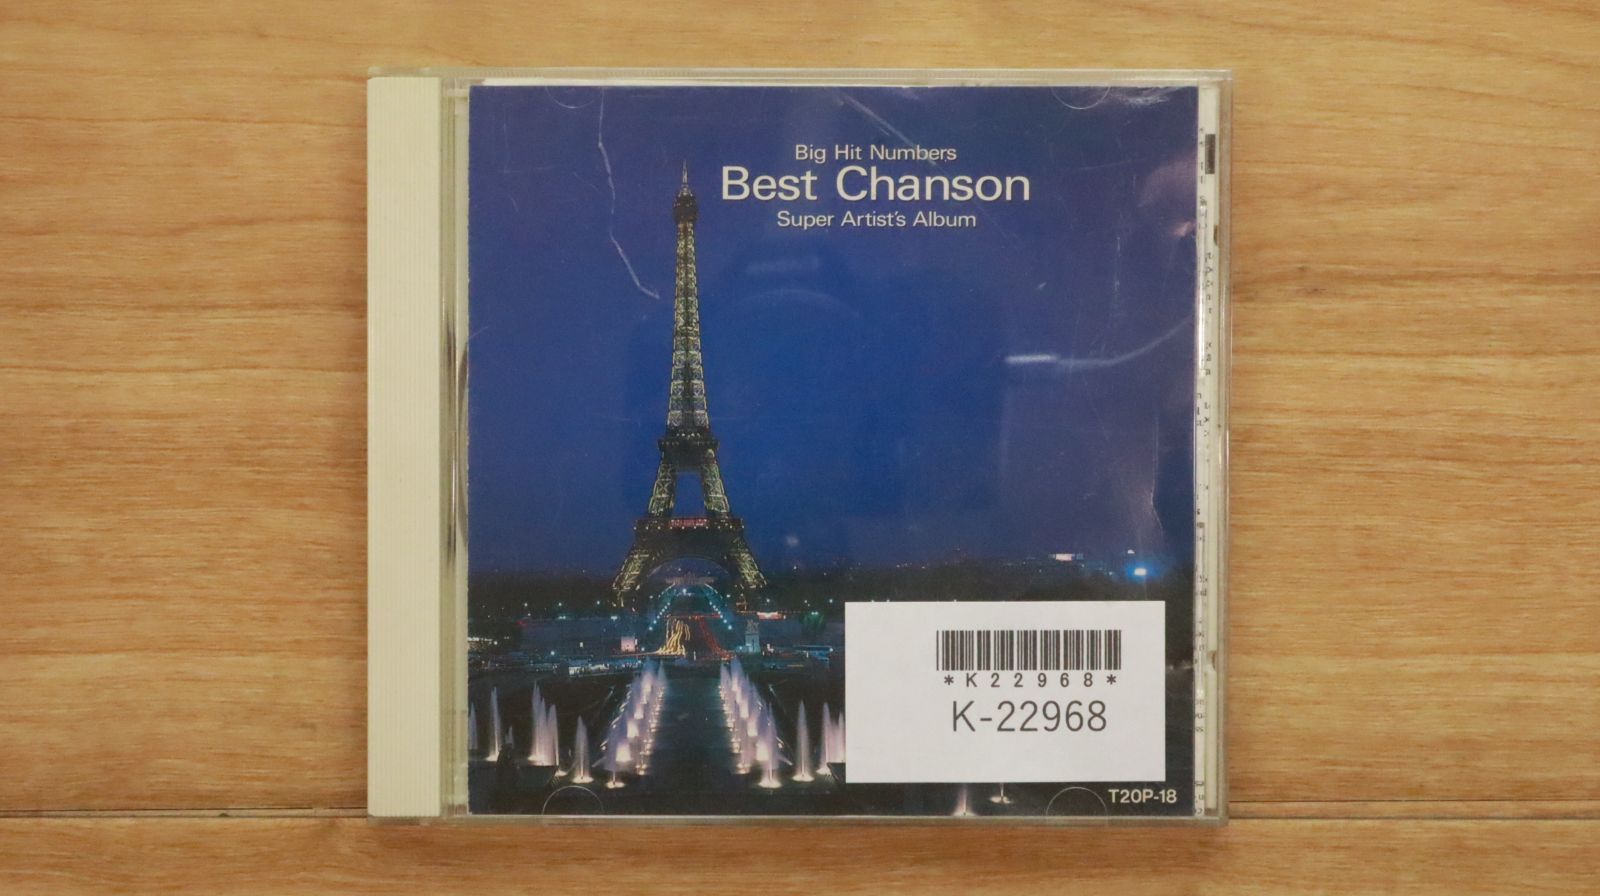 Big Hit Numbers
Best Chanson
Super Artist's Album
*K22968*
K-22968
T20P-18